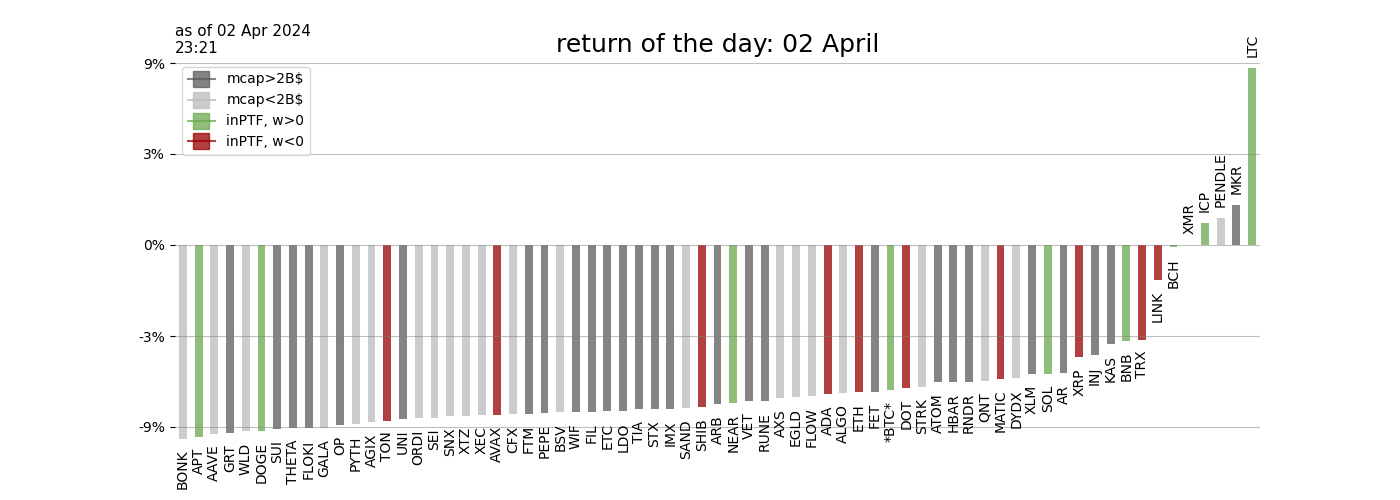 as of 02 Apr 2024
23:21
return of the day: 02 April
mcap>2B$
mcap<2B$
inPTF, w>0
inPTF, w<0
9%
3%
0%
-3%
-9%
BONK
APT
AAVE
GRT
WLD
DOGE
SUI
THETA
FLOKI
GALA
OP
PYTH
AGIX
TON
UNI
ORDI
SEI
SNX
XTZ
XEC
AVAX
CFX
FTM
PEPE
BSV
WIF
FIL
ETC
LDO
TIA
STX
IMX
SAND
SHIB
ARB
NEAR
VET
RUNE
AXS
EGLD
FLOW
ADA
ALGO
ETH
FET
*BTC*
DOT
STRK
ATOM
HBAR
RNDR
QNT
MATIC
DYDX
XLM
SOL
AR
XRP
INJ
KAS
BNB
TRX
LINK
BCH
XMR
ICP
PENDLE
MKR
LTC